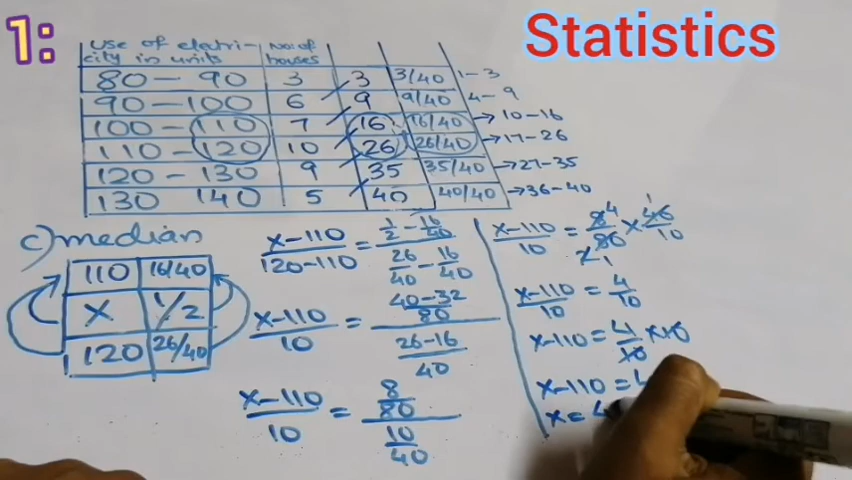 1:
Statistics
Use of electri- No: of
city in units houses
80 - 90 3 3 3/40 1 - 3
90 - 100 6 9 9/40 4 - 9
100 - 110 7 16 16/40 → 10 - 16
110 - 120 10 26 26/40 → 17 - 26
120 - 130 9 35 35/40 → 27 - 35
130 140 5 40 40/40 → 36 - 40
c) median
110 16/40
x 1/2
120 26/40
x-110/120-110 = 1/2 - 16/40 / 26/40 - 16/40
x-110/10 = 40-32/80 / 26-16/40
x-110/10 = 8/80 / 10/40
x-110/10 = 8/80 × 40/10
x-110/10 = 4/10
x-110 = 4/10 × 10
x-110 = 4
x = 4